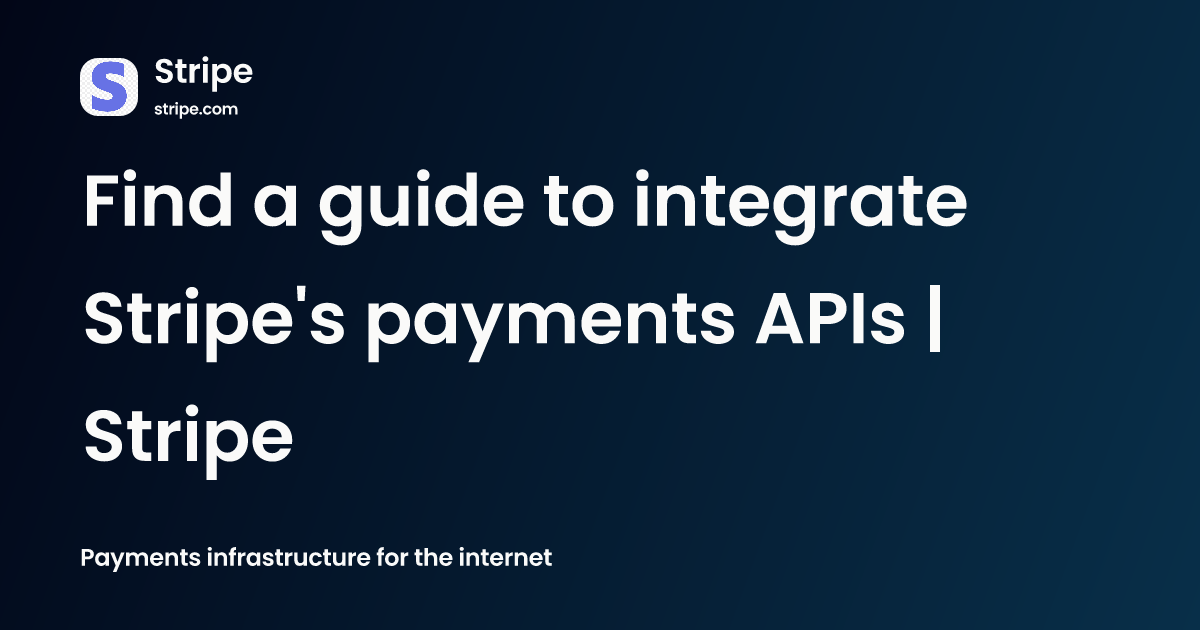 Stripe
stripe.com
Find a guide to integrate
Stripe's payments APIs |
Stripe
Payments infrastructure for the internet